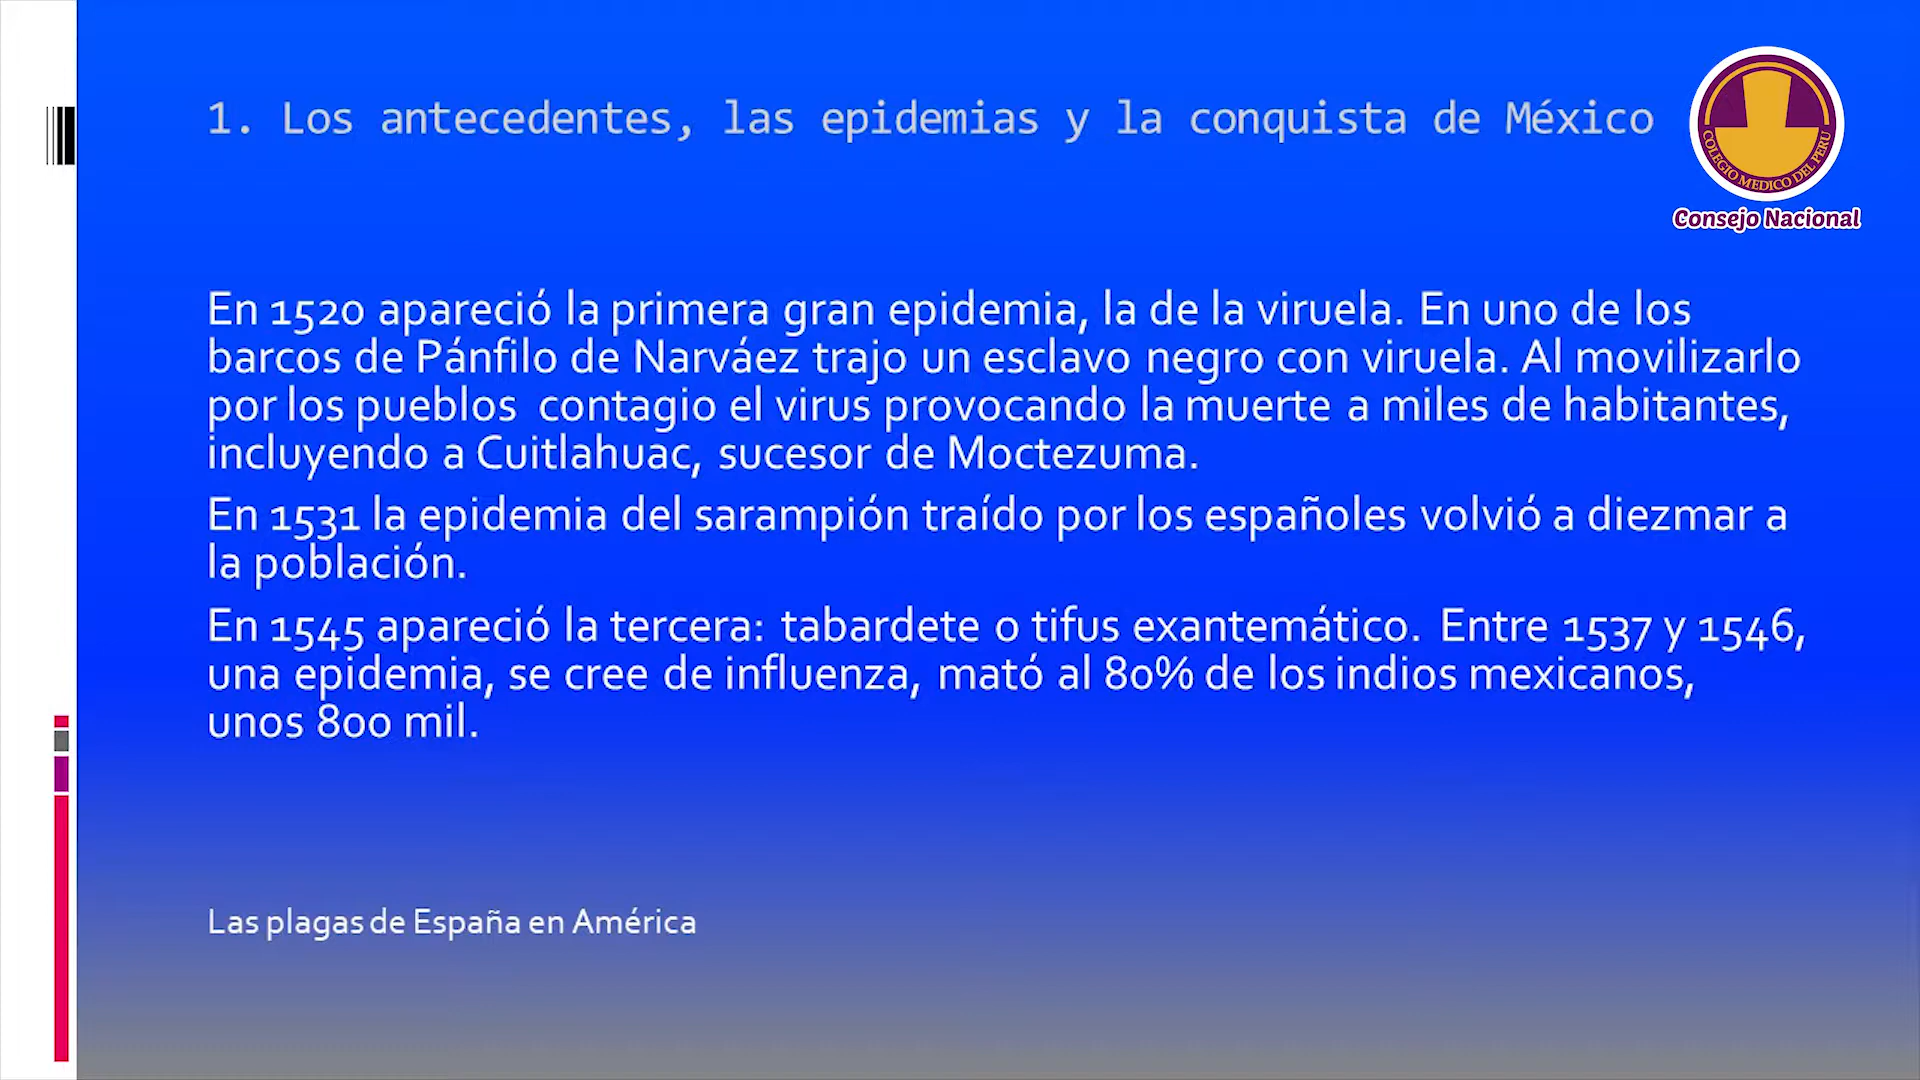 1. Los antecedentes, las epidemias y la conquista de México
COLEGIO MEDICO DEL PERU
Consejo Nacional
En 1520 apareció la primera gran epidemia, la de la viruela. En uno de los
barcos de Pánfilo de Narváez trajo un esclavo negro con viruela. Al movilizarlo
por los pueblos contagio el virus provocando la muerte a miles de habitantes,
incluyendo a Cuitlahuac, sucesor de Moctezuma.
En 1531 la epidemia del sarampión traído por los españoles volvió a diezmar a
la población.
En 1545 apareció la tercera: tabardete o tifus exantemático. Entre 1537 y 1546,
una epidemia, se cree de influenza, mató al 80% de los indios mexicanos,
unos 800 mil.
Las plagas de España en América